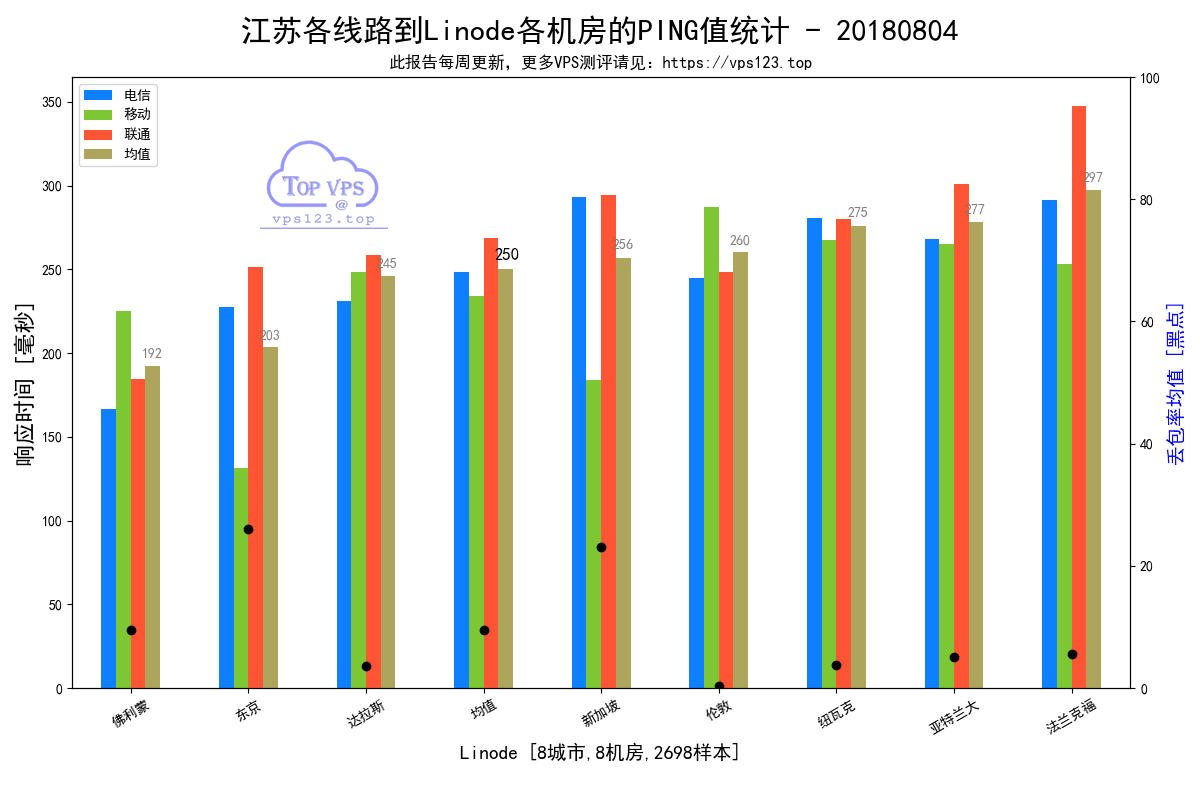 江苏各线路到Linode各机房的PING值统计 - 20180804
此报告每周更新，更多VPS测评请见：https://vps123.top
电信
移动
联通
均值
TOP VPS
@
vps123.top
响应时间 [毫秒]
350
300
250
200
150
100
50
0
192
203
245
250
256
260
275
277
297
100
80
60
40
20
0
丢包率均值 [黑点]
佛利蒙
东京
达拉斯
均值
新加坡
伦敦
纽瓦克
亚特兰大
法兰克福
Linode [8城市,8机房,2698样本]